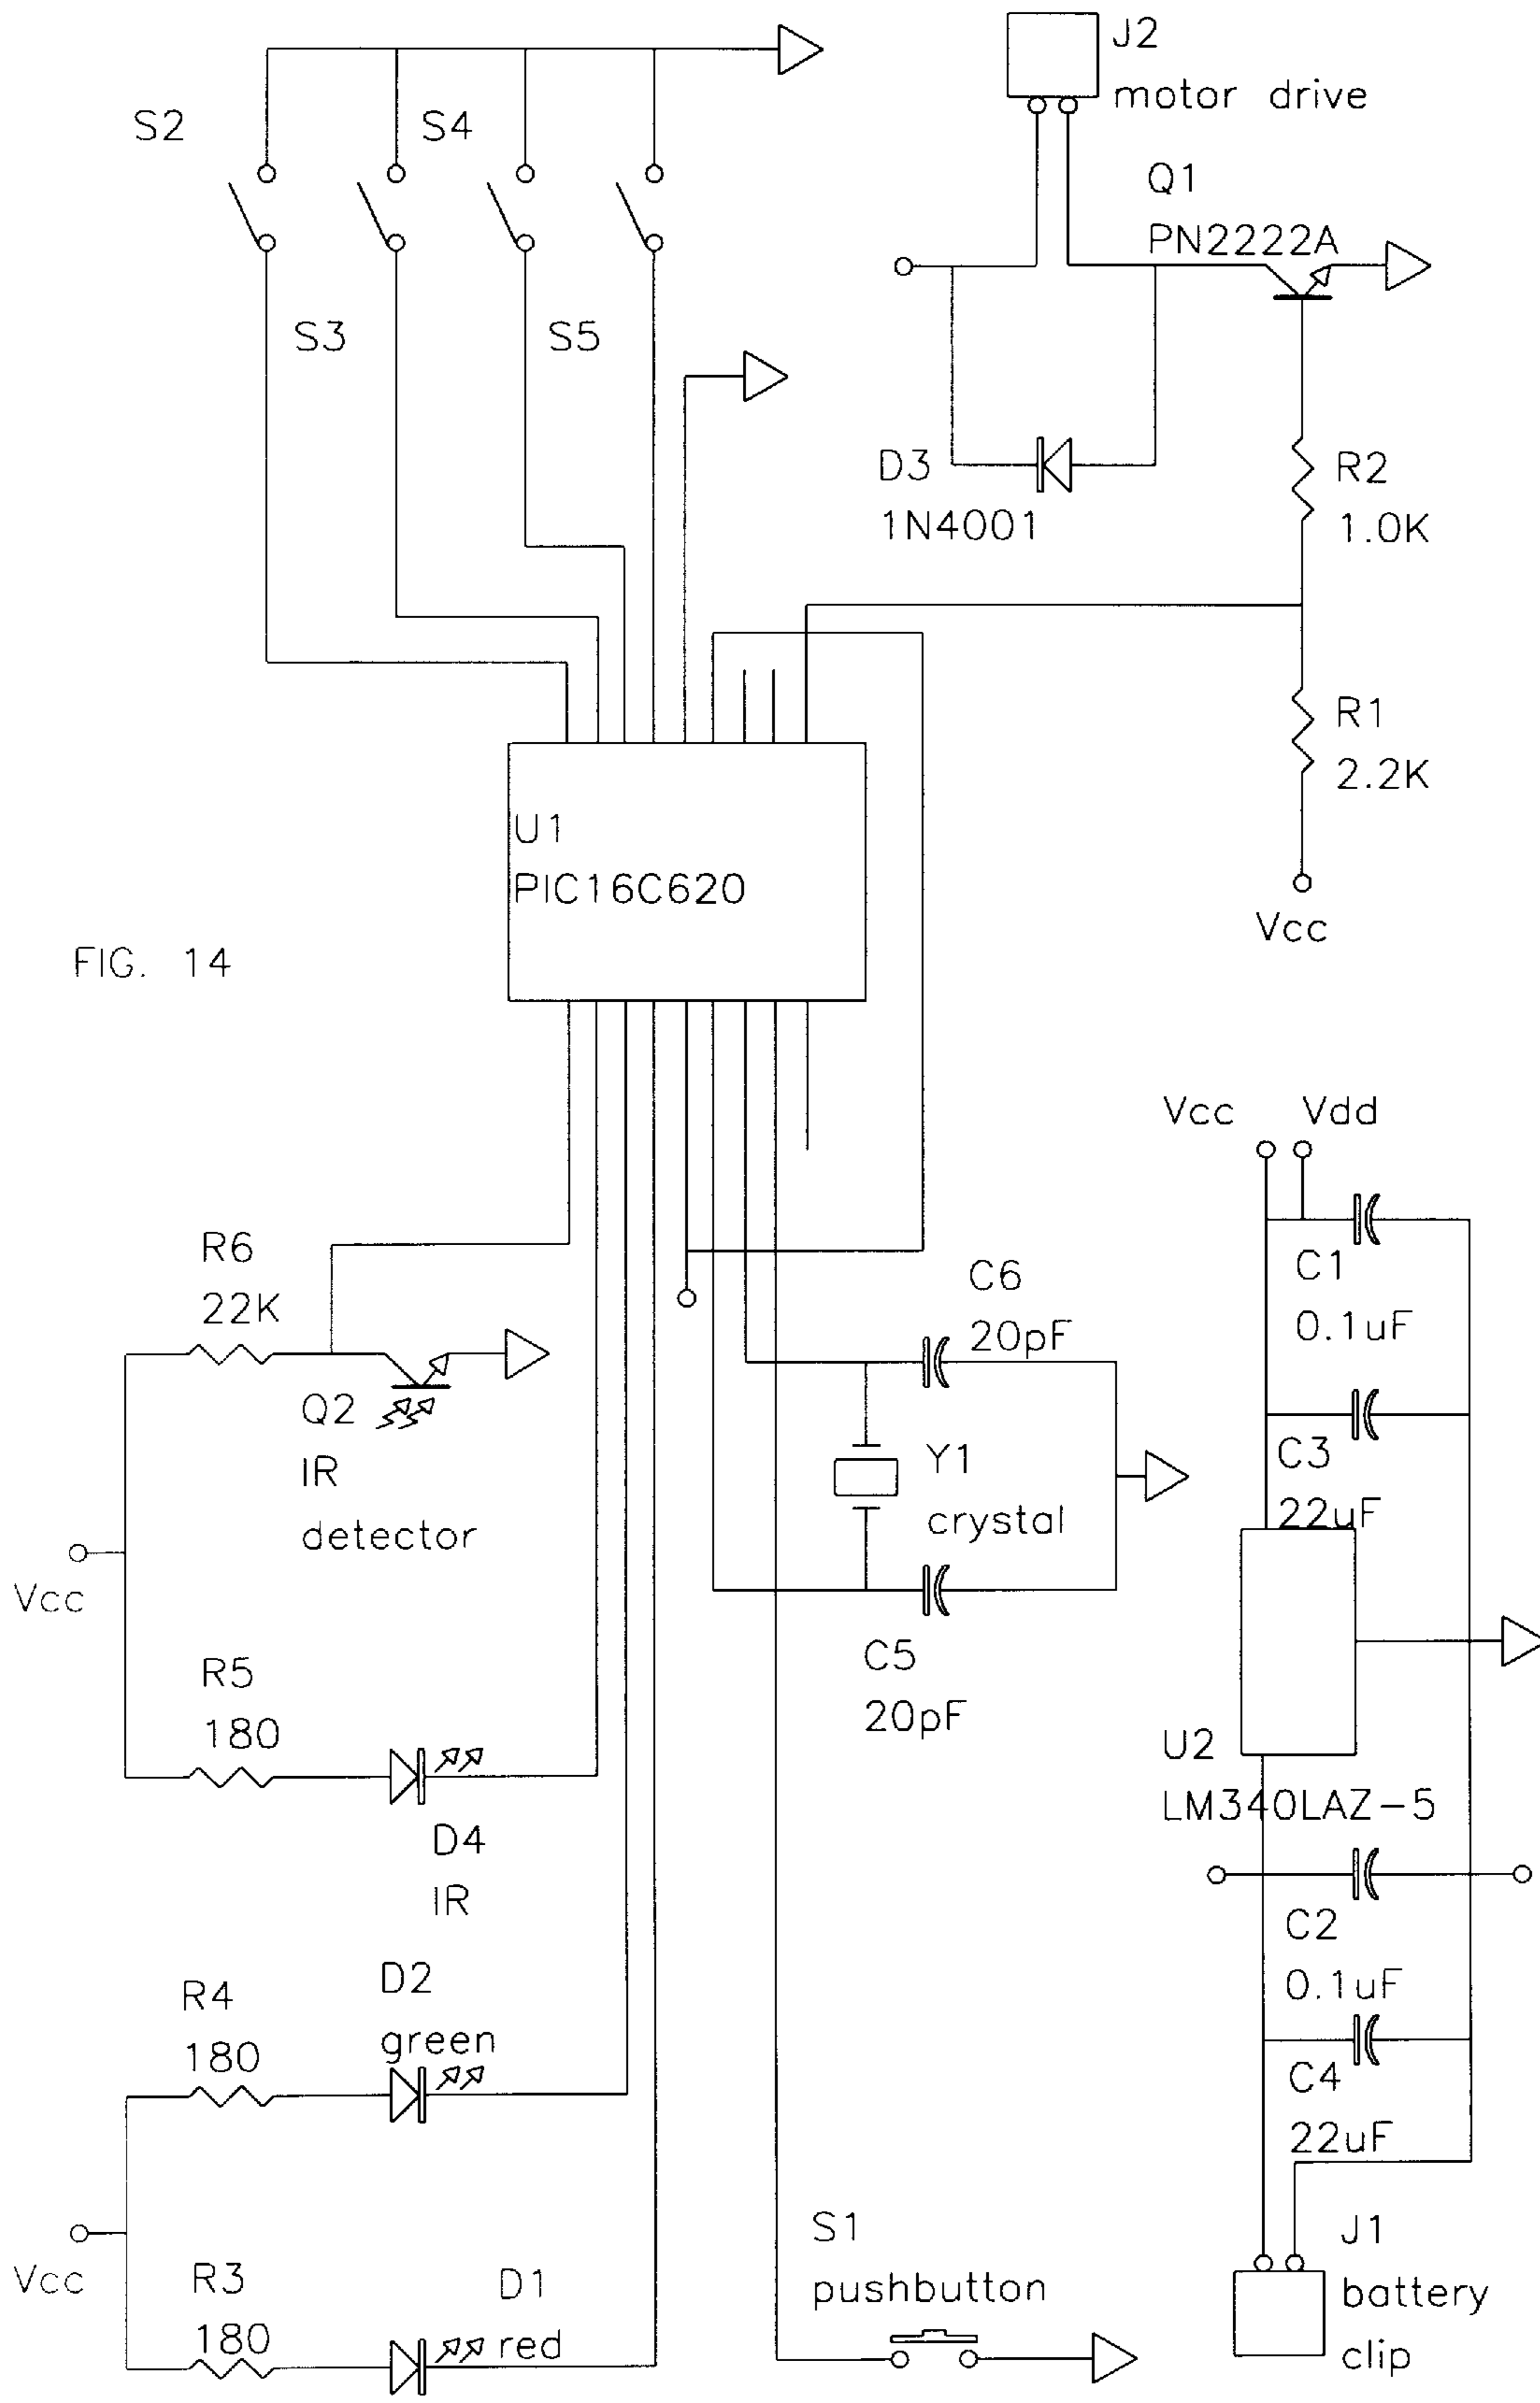 J2
motor drive
S2
S4
Q1
PN2222A
S3
S5
D3
1N4001
R2
1.0K
R1
2.2K
Vcc
U1
PIC16C620
FIG. 14
Vcc
Vdd
R6
22K
C1
0.1uF
C6
20pF
Q2
IR
detector
Y1
crystal
C3
22uF
Vcc
R5
180
C5
20pF
U2
LM340LAZ-5
D4
IR
C2
0.1uF
R4
180
D2
green
C4
22uF
Vcc
R3
180
D1
red
S1
pushbutton
J1
battery
clip